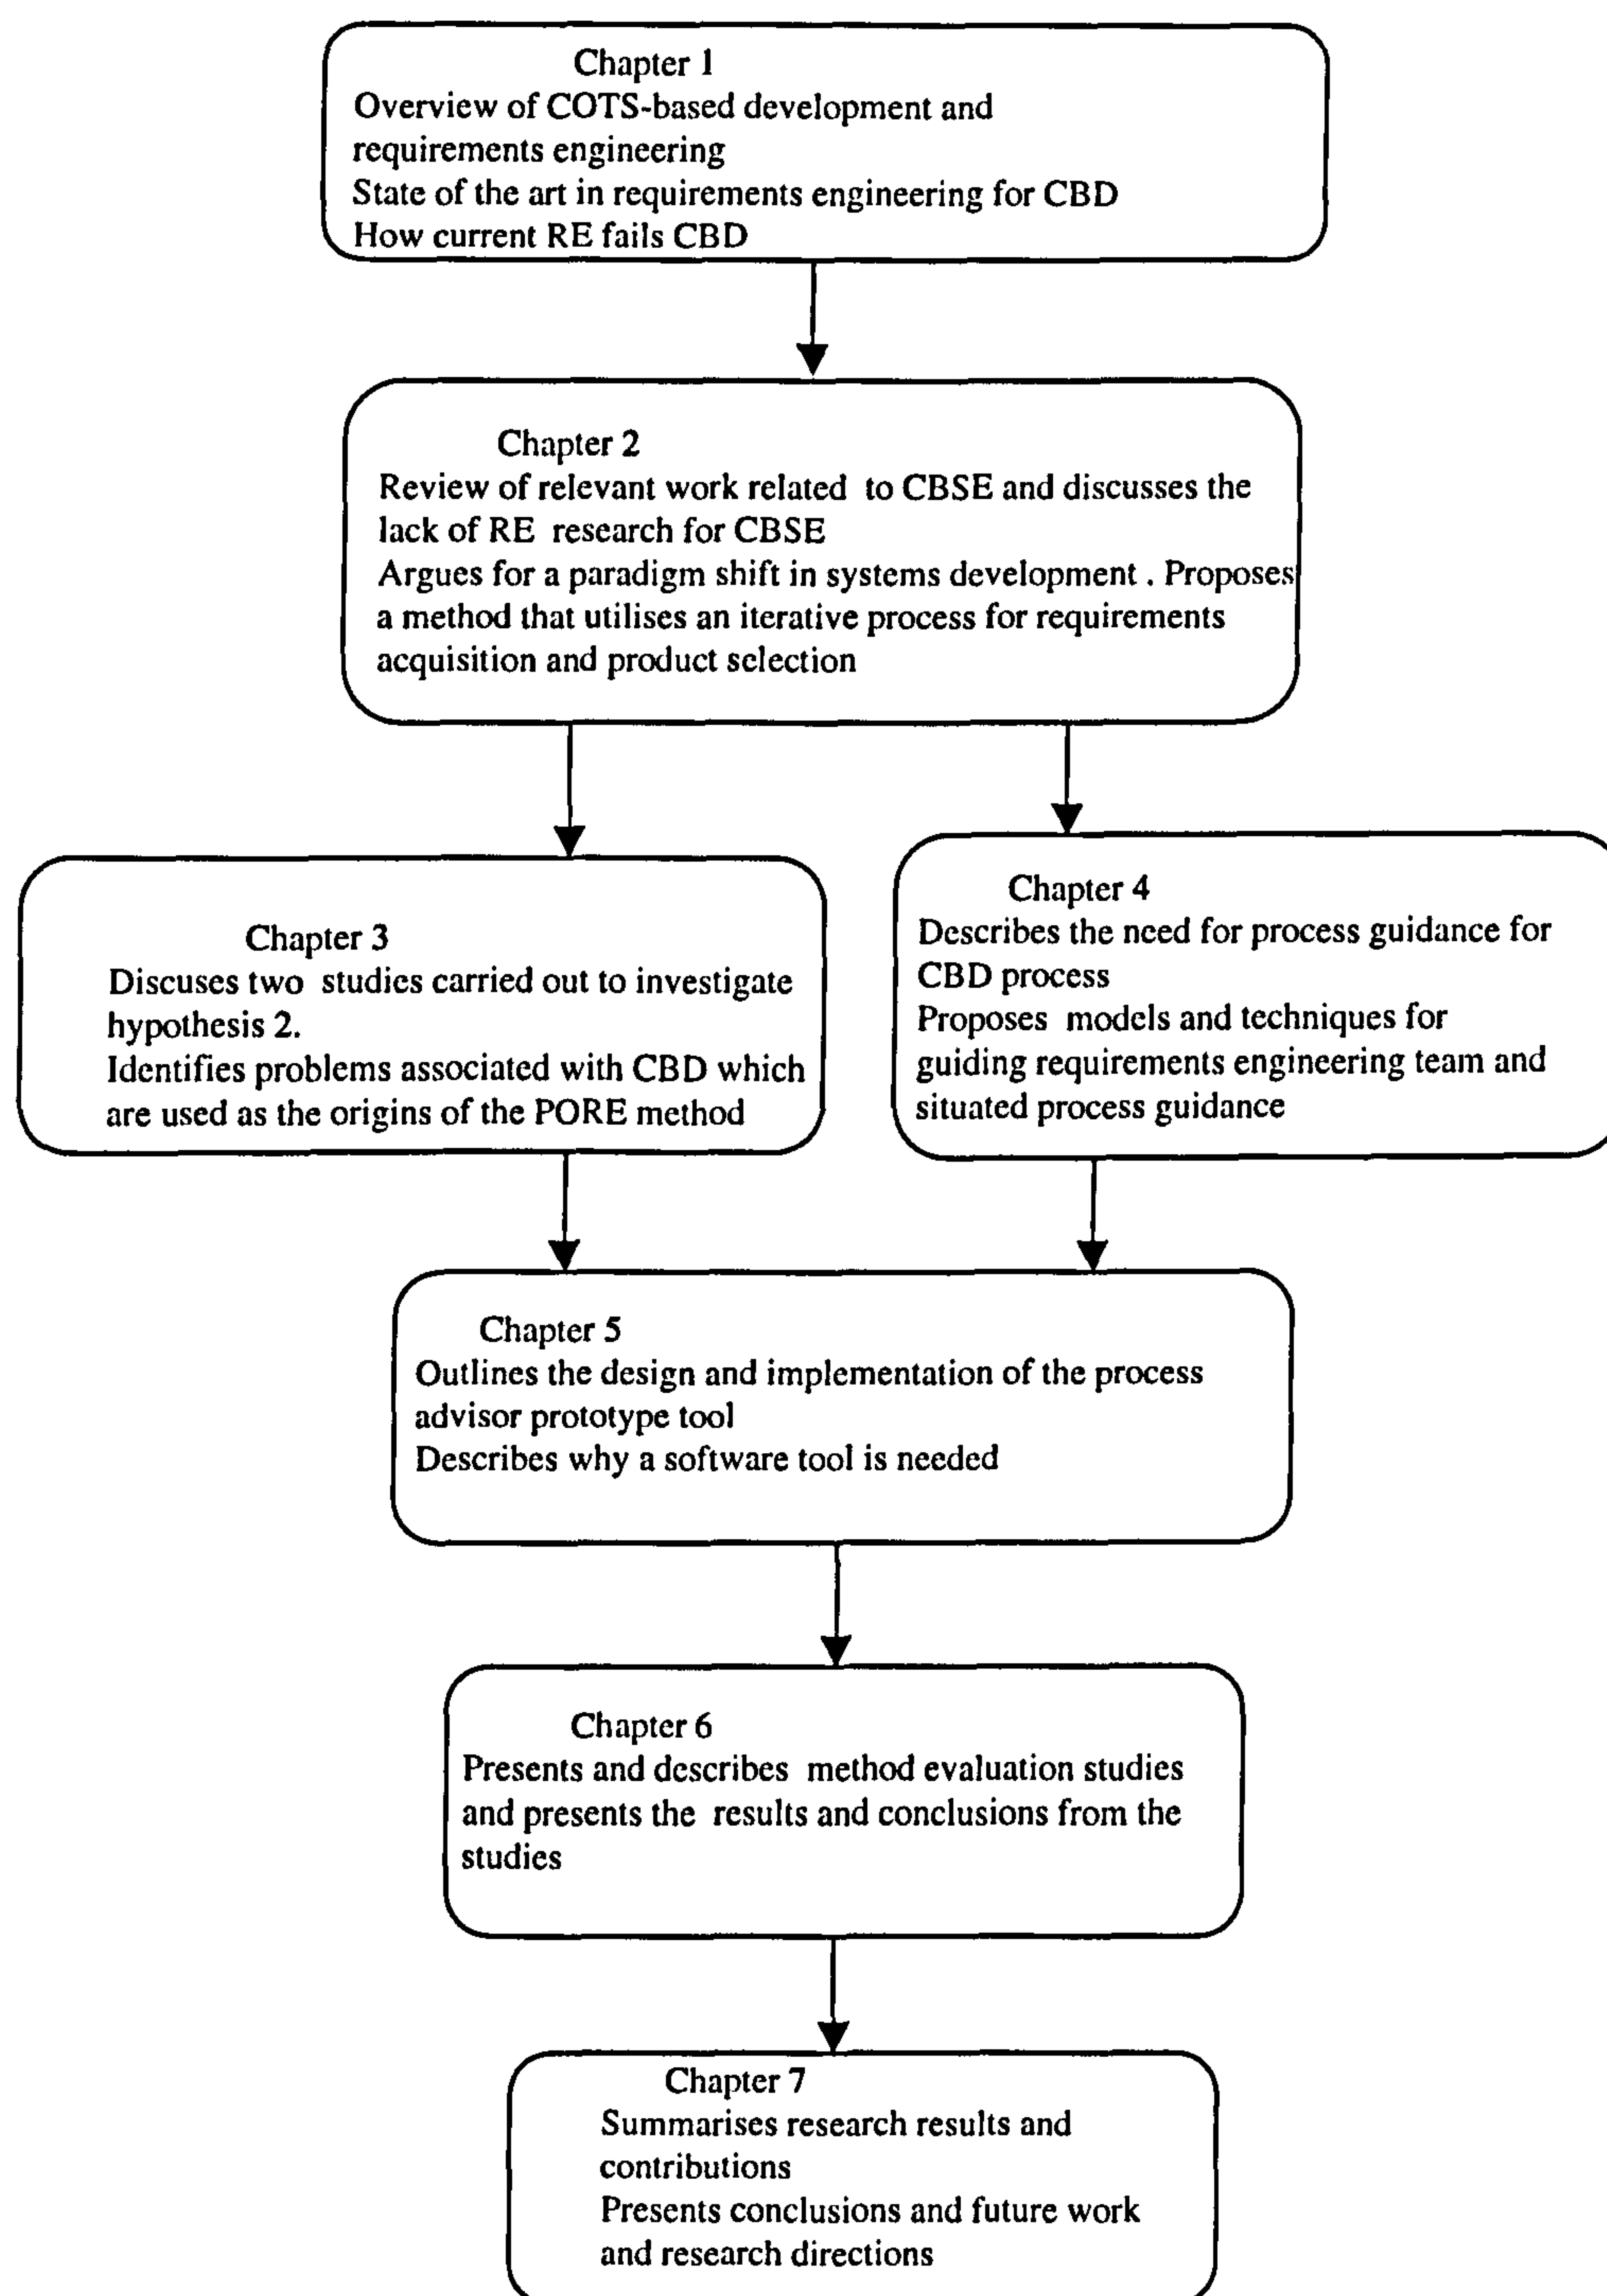 Chapter 1
Overview of COTS-based development and
requirements engineering
State of the art in requirements engineering for CBD
How current RE fails CBD
Chapter 2
Review of relevant work related to CBSE and discusses the
lack of RE research for CBSE
Argues for a paradigm shift in systems development . Proposes
a method that utilises an iterative process for requirements
acquisition and product selection
Chapter 3
Discuses two studies carried out to investigate
hypothesis 2.
Identifies problems associated with CBD which
are used as the origins of the PORE method
Chapter 4
Describes the need for process guidance for
CBD process
Proposes models and techniques for
guiding requirements engineering team and
situated process guidance
Chapter 5
Outlines the design and implementation of the process
advisor prototype tool
Describes why a software tool is needed
Chapter 6
Presents and describes method evaluation studies
and presents the results and conclusions from the
studies
Chapter 7
Summarises research results and
contributions
Presents conclusions and future work
and research directions